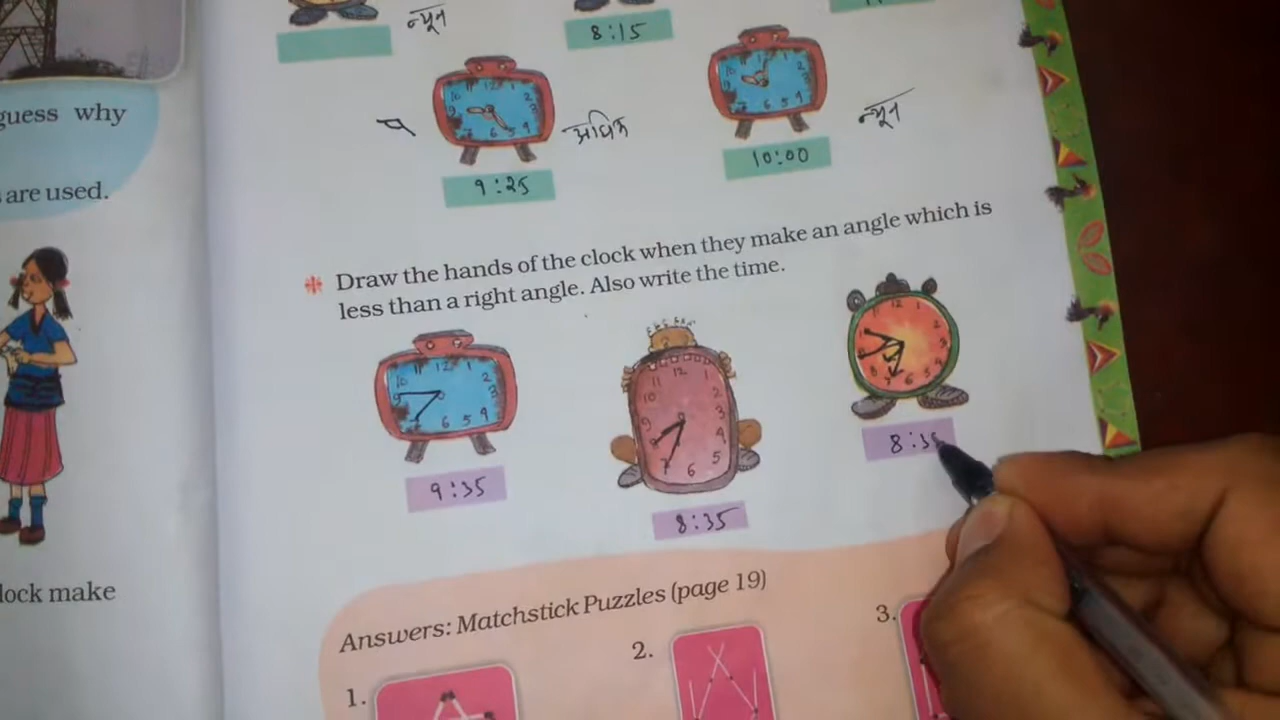 न्यून
8:15
guess why
are used.
अधिक
9:25
न्यून
10:00
Draw the hands of the clock when they make an angle which is
less than a right angle. Also write the time.
9:35
8:35
lock make
Answers: Matchstick Puzzles (page 19)
1.
2.
3.